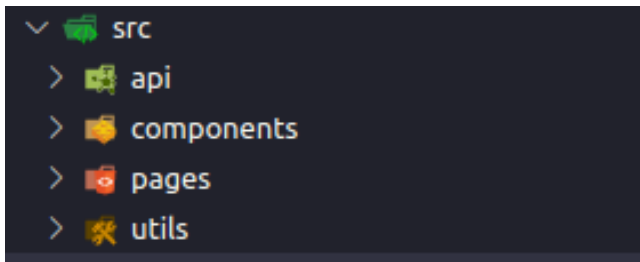 src
api
components
pages
utils